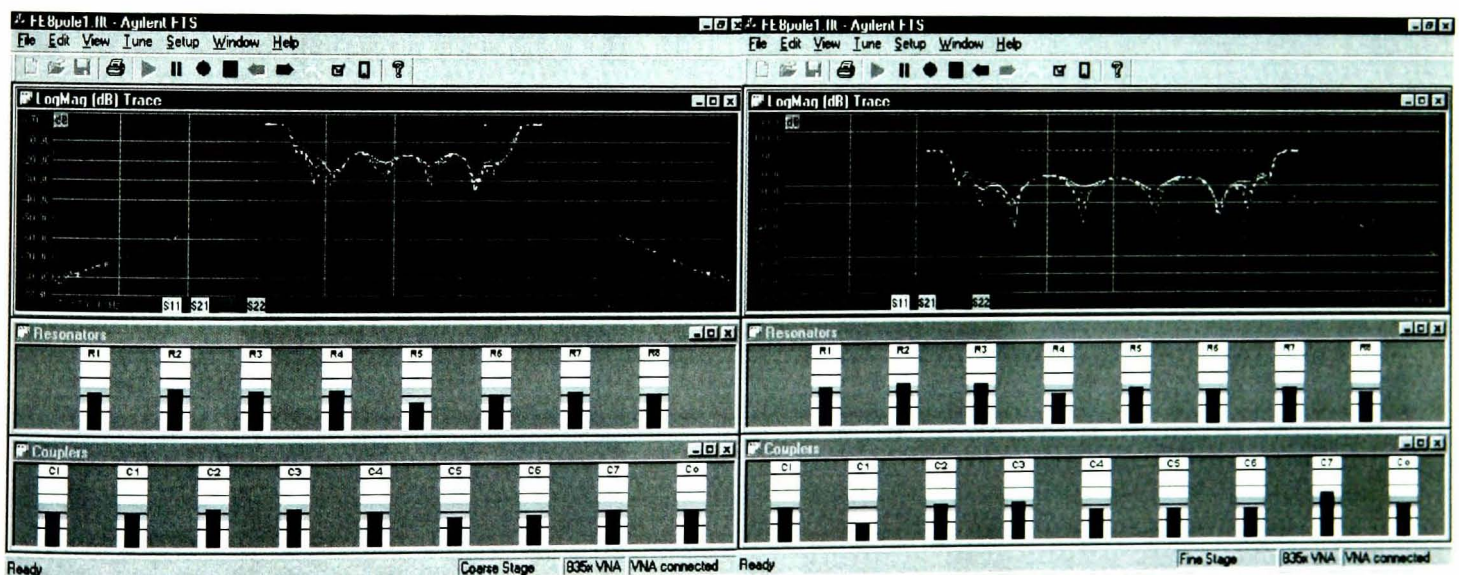 FE8pole1.flt - Agilent FTS
File Edit View Tune Setup Window Help
LogMag (dB) Trace
dB
S11 S21 S22
Resonators
R1 R2 R3 R4 R5 R6 R7 R8
Couplers
Ci C1 C2 C3 C4 C5 C6 C7 Co
Ready Coarse Stage 835x VNA VNA connected
FE8pole1.flt - Agilent FTS
File Edit View Tune Setup Window Help
LogMag (dB) Trace
dB
S11 S21 S22
Resonators
R1 R2 R3 R4 R5 R6 R7 R8
Couplers
Ci C1 C2 C3 C4 C5 C6 C7 Co
Ready Fine Stage 835x VNA VNA connected